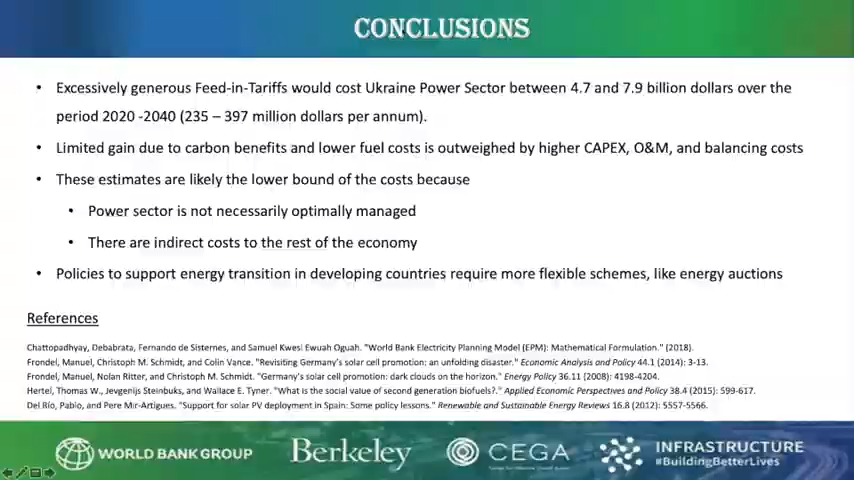 CONCLUSIONS
• Excessively generous Feed-in-Tariffs would cost Ukraine Power Sector between 4.7 and 7.9 billion dollars over the
period 2020 -2040 (235 – 397 million dollars per annum).
• Limited gain due to carbon benefits and lower fuel costs is outweighed by higher CAPEX, O&M, and balancing costs
• These estimates are likely the lower bound of the costs because
• Power sector is not necessarily optimally managed
• There are indirect costs to the rest of the economy
• Policies to support energy transition in developing countries require more flexible schemes, like energy auctions
References
Chattopadhyay, Debabrata, Fernando de Sisternes, and Samuel Kwesi Ewuah Oguah. "World Bank Electricity Planning Model (EPM): Mathematical Formulation." (2018).
Frondel, Manuel, Christoph M. Schmidt, and Colin Vance. "Revisiting Germany's solar cell promotion: an unfolding disaster." Economic Analysis and Policy 44.1 (2014): 3-13.
Frondel, Manuel, Nolan Ritter, and Christoph M. Schmidt. "Germany's solar cell promotion: dark clouds on the horizon." Energy Policy 36.11 (2008): 4198-4204.
Hertel, Thomas W., Jevgenijs Steinbuks, and Wallace E. Tyner. "What is the social value of second generation biofuels?." Applied Economic Perspectives and Policy 38.4 (2015): 599-617.
Del Río, Pablo, and Pere Mir-Artigues. "Support for solar PV deployment in Spain: Some policy lessons." Renewable and Sustainable Energy Reviews 16.8 (2012): 5557-5566.
WORLD BANK GROUP
Berkeley
CEGA
INFRASTRUCTURE
#BuildingBetterLives